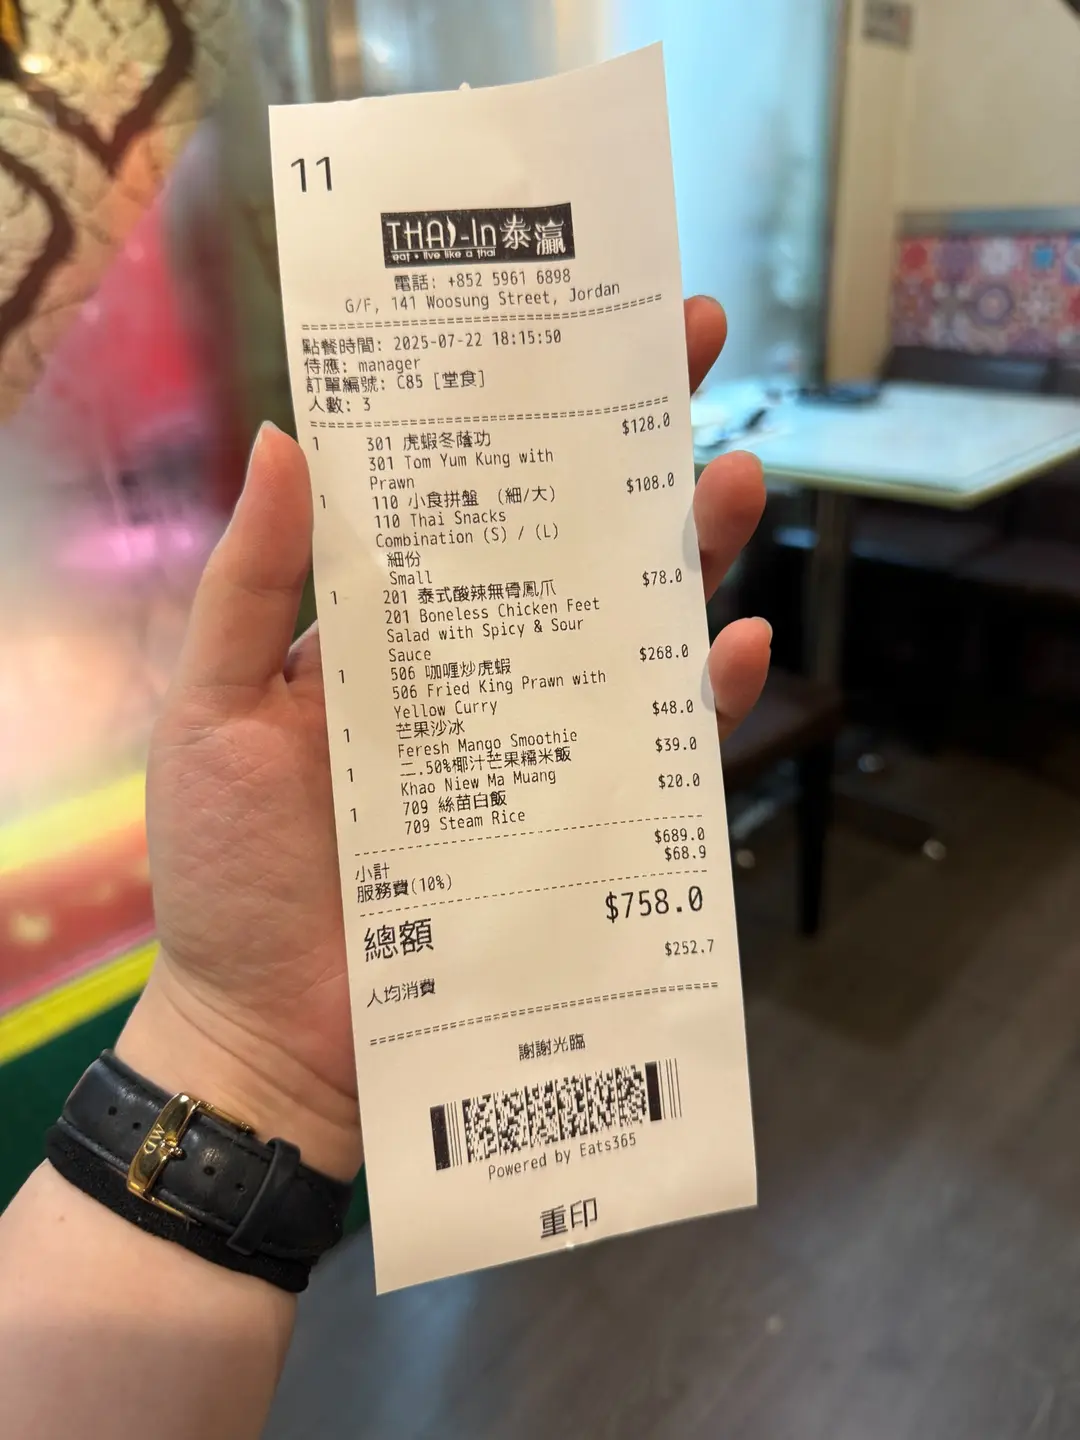 11
THAI-In 泰瀛
eat • live like a thai
電話: +852 5961 6898
G/F, 141 Woosung Street, Jordan
點餐時間: 2025-07-22 18:15:50
侍應: manager
訂單編號: C85 [堂食]
人數: 3
1 301 虎蝦冬蔭功 $128.0
301 Tom Yum Kung with
Prawn
1 110 小食拼盤 (細/大) $108.0
110 Thai Snacks
Combination (S) / (L)
細份
Small
1 201 泰式酸辣無骨鳳爪 $78.0
201 Boneless Chicken Feet
Salad with Spicy & Sour
Sauce
1 506 咖喱炒虎蝦 $268.0
506 Fried King Prawn with
Yellow Curry
1 芒果沙冰 $48.0
Feresh Mango Smoothie
1 二.50%椰汁芒果糯米飯 $39.0
Khao Niew Ma Muang
1 709 絲苗白飯 $20.0
709 Steam Rice
小計 $689.0
服務費(10%) $68.9
總額 $758.0
人均消費 $252.7
謝謝光臨
Powered by Eats365
重印
MD